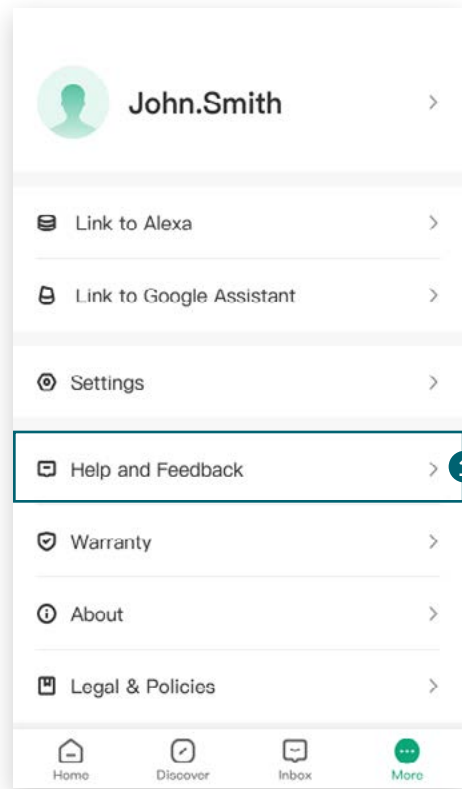 John.Smith
Link to Alexa
Link to Google Assistant
Settings
Help and Feedback
Warranty
About
Legal & Policies
Home Discover Inbox More